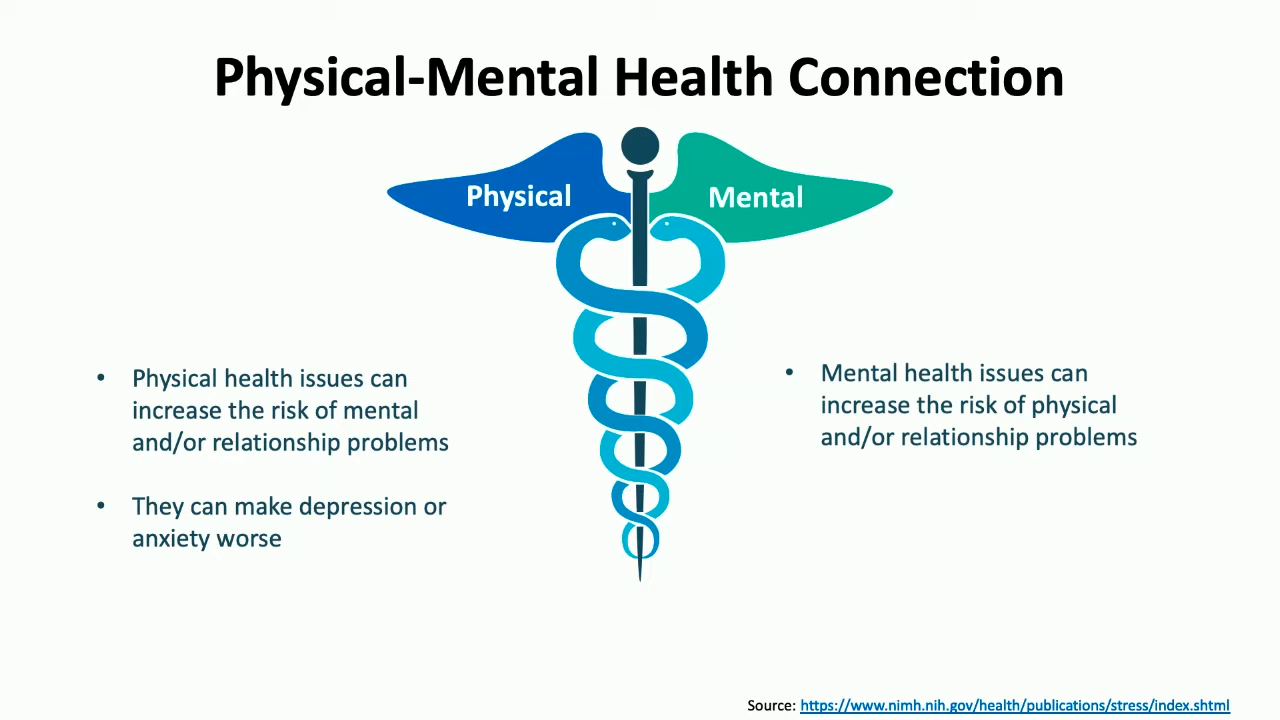 Physical-Mental Health Connection
Physical
Mental
• Physical health issues can
increase the risk of mental
and/or relationship problems
• They can make depression or
anxiety worse
• Mental health issues can
increase the risk of physical
and/or relationship problems
Source: https://www.nimh.nih.gov/health/publications/stress/index.shtml